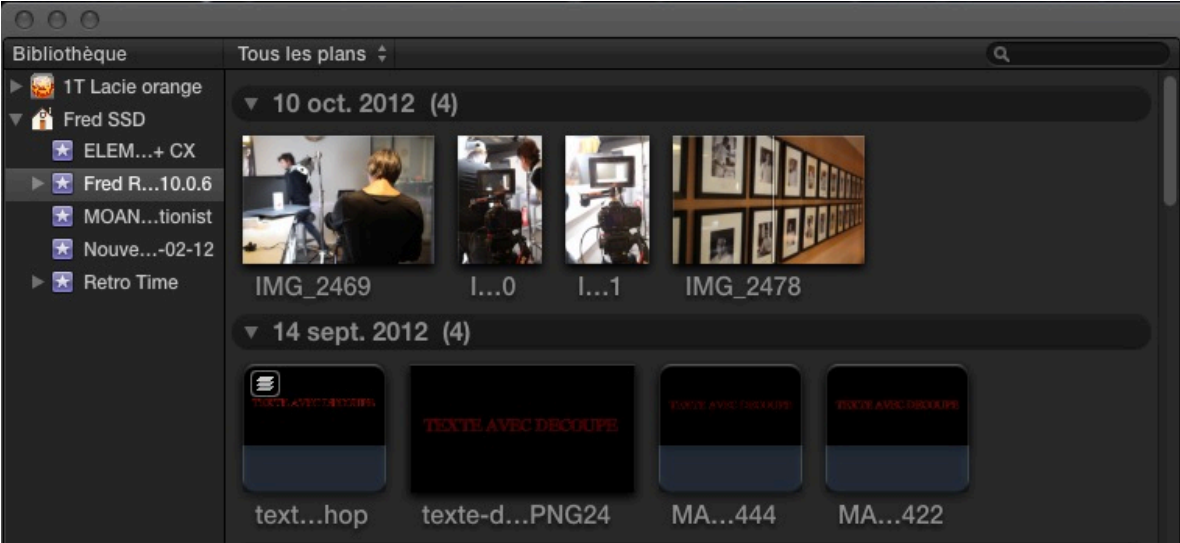 Bibliothèque
Tous les plans
1T Lacie orange
Fred SSD
ELEM...+ CX
Fred R...10.0.6
MOAN...tionist
Nouve...-02-12
Retro Time
10 oct. 2012 (4)
IMG_2469
I...0
I...1
IMG_2478
14 sept. 2012 (4)
TEXTE AVEC DECOUPE
TEXTE AVEC DECOUPE
TEXTE AVEC DECOUPE
TEXTE AVEC DECOUPE
text...hop
texte-d...PNG24
MA...444
MA...422